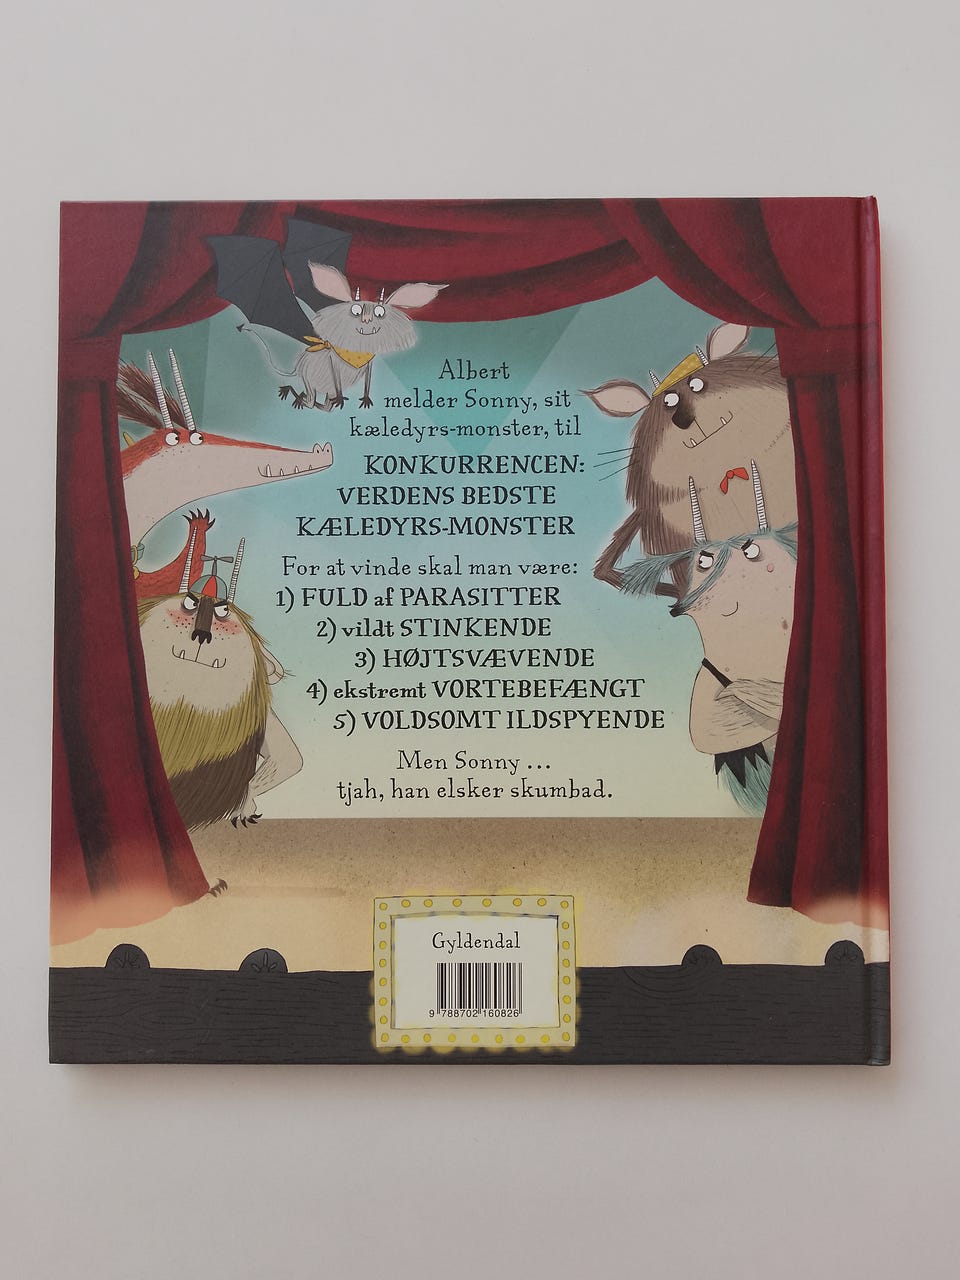 Albert
melder Sonny, sit
kæledyrs-monster, til
KONKURRENCEN:
VERDENS BEDSTE
KÆLEDYRS-MONSTER
For at vinde skal man være:
1) FULD af PARASITTER
2) vildt STINKENDE
3) HØJTSVÆVENDE
4) ekstremt VORTEBEFÆNGT
5) VOLDSOMT ILDSPYENDE
Men Sonny ...
tjah, han elsker skumbad.
Gyldendal
9 788702 160826